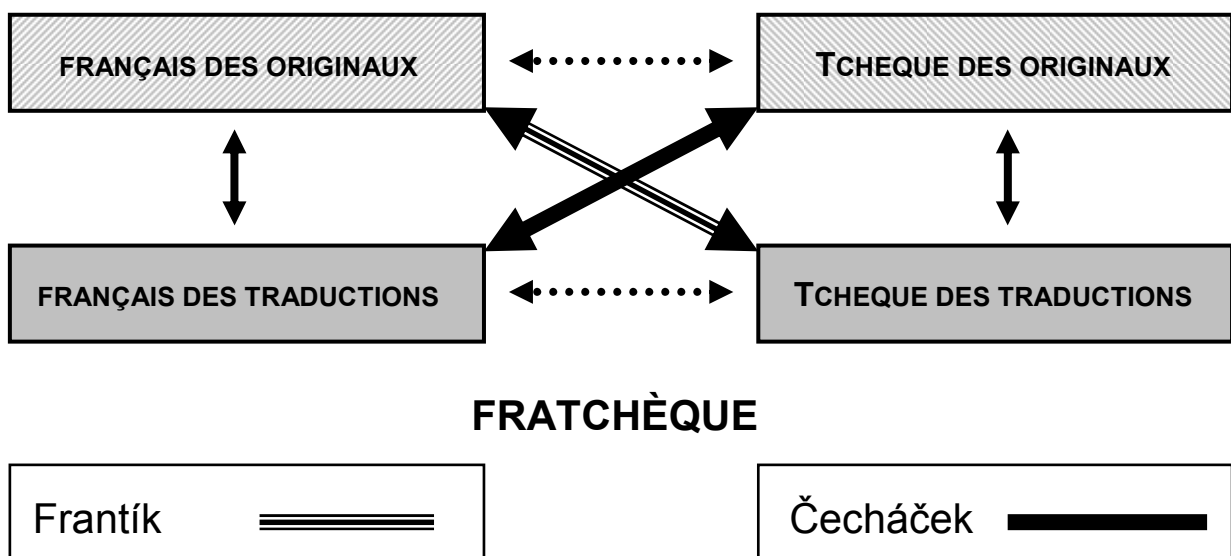 FRANÇAIS DES ORIGINAUX
TCHEQUE DES ORIGINAUX
FRANÇAIS DES TRADUCTIONS
TCHEQUE DES TRADUCTIONS
FRATCHÈQUE
Frantík
Čecháček